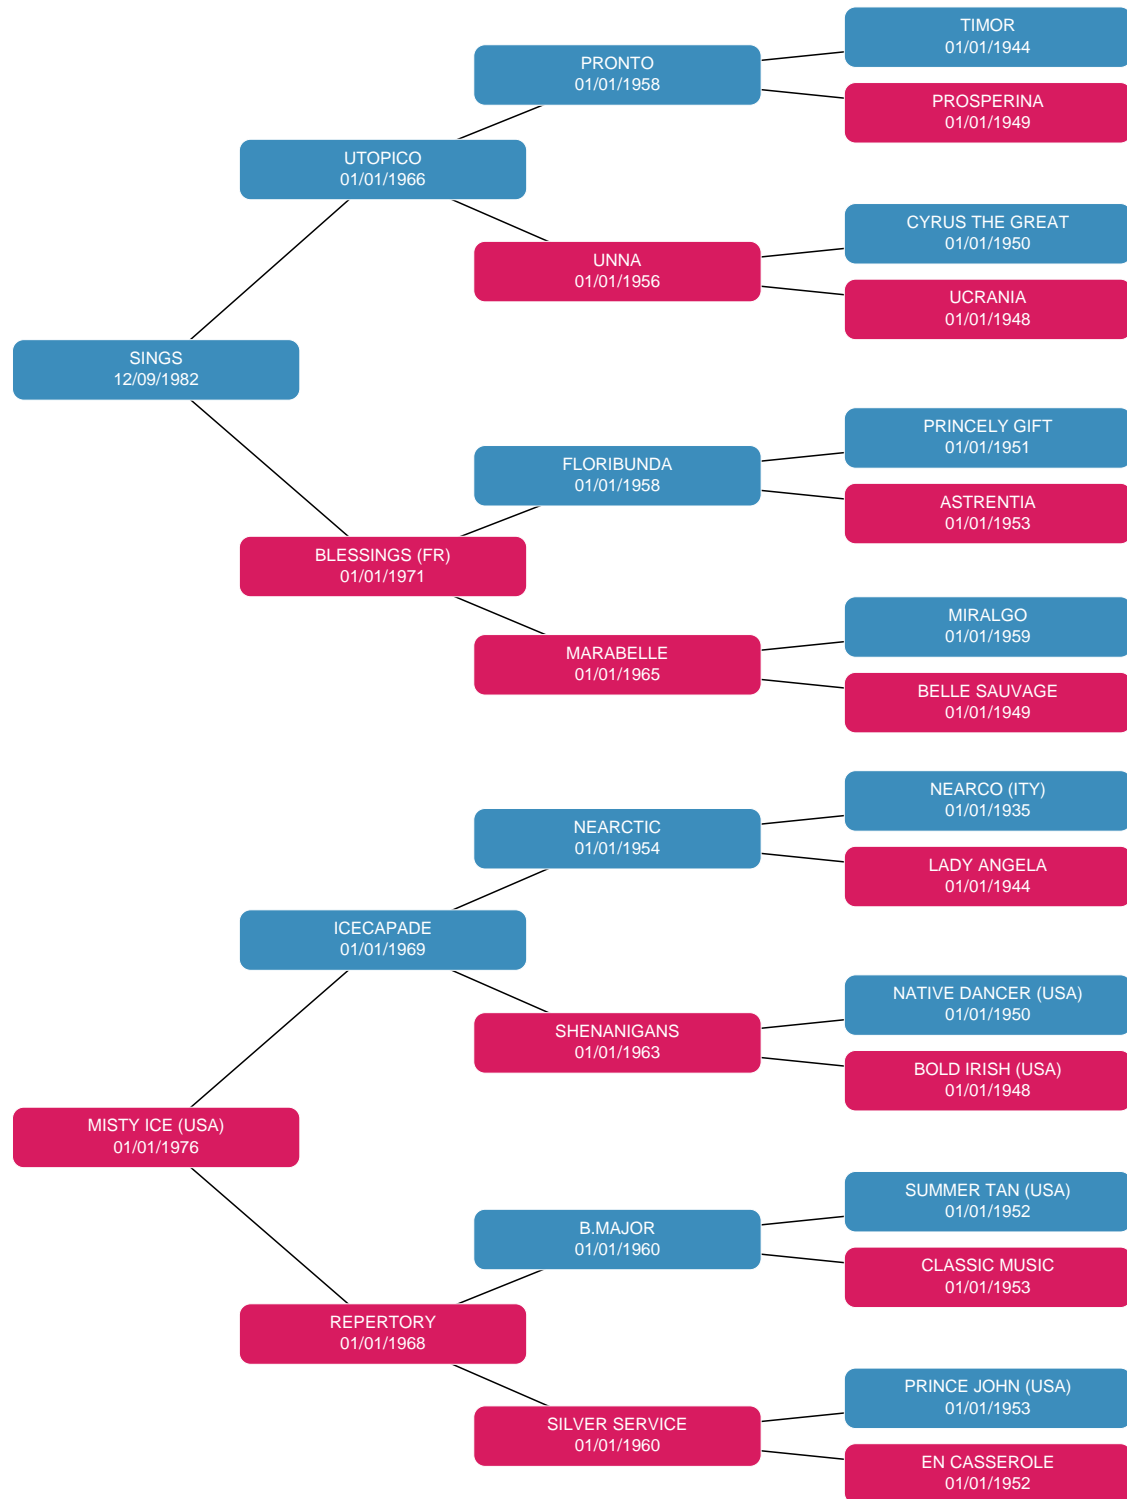 TIMOR
01/01/1944
PRONTO
01/01/1958
PROSPERINA
01/01/1949
UTOPICO
01/01/1966
CYRUS THE GREAT
01/01/1950
UNNA
01/01/1956
UCRANIA
01/01/1948
SINGS
12/09/1982
PRINCELY GIFT
01/01/1951
FLORIBUNDA
01/01/1958
ASTRENTIA
01/01/1953
BLESSINGS (FR)
01/01/1971
MIRALGO
01/01/1959
MARABELLE
01/01/1965
BELLE SAUVAGE
01/01/1949
NEARCO (ITY)
01/01/1935
NEARCTIC
01/01/1954
LADY ANGELA
01/01/1944
ICECAPADE
01/01/1969
NATIVE DANCER (USA)
01/01/1950
SHENANIGANS
01/01/1963
BOLD IRISH (USA)
01/01/1948
MISTY ICE (USA)
01/01/1976
SUMMER TAN (USA)
01/01/1952
B.MAJOR
01/01/1960
CLASSIC MUSIC
01/01/1953
REPERTORY
01/01/1968
PRINCE JOHN (USA)
01/01/1953
SILVER SERVICE
01/01/1960
EN CASSEROLE
01/01/1952